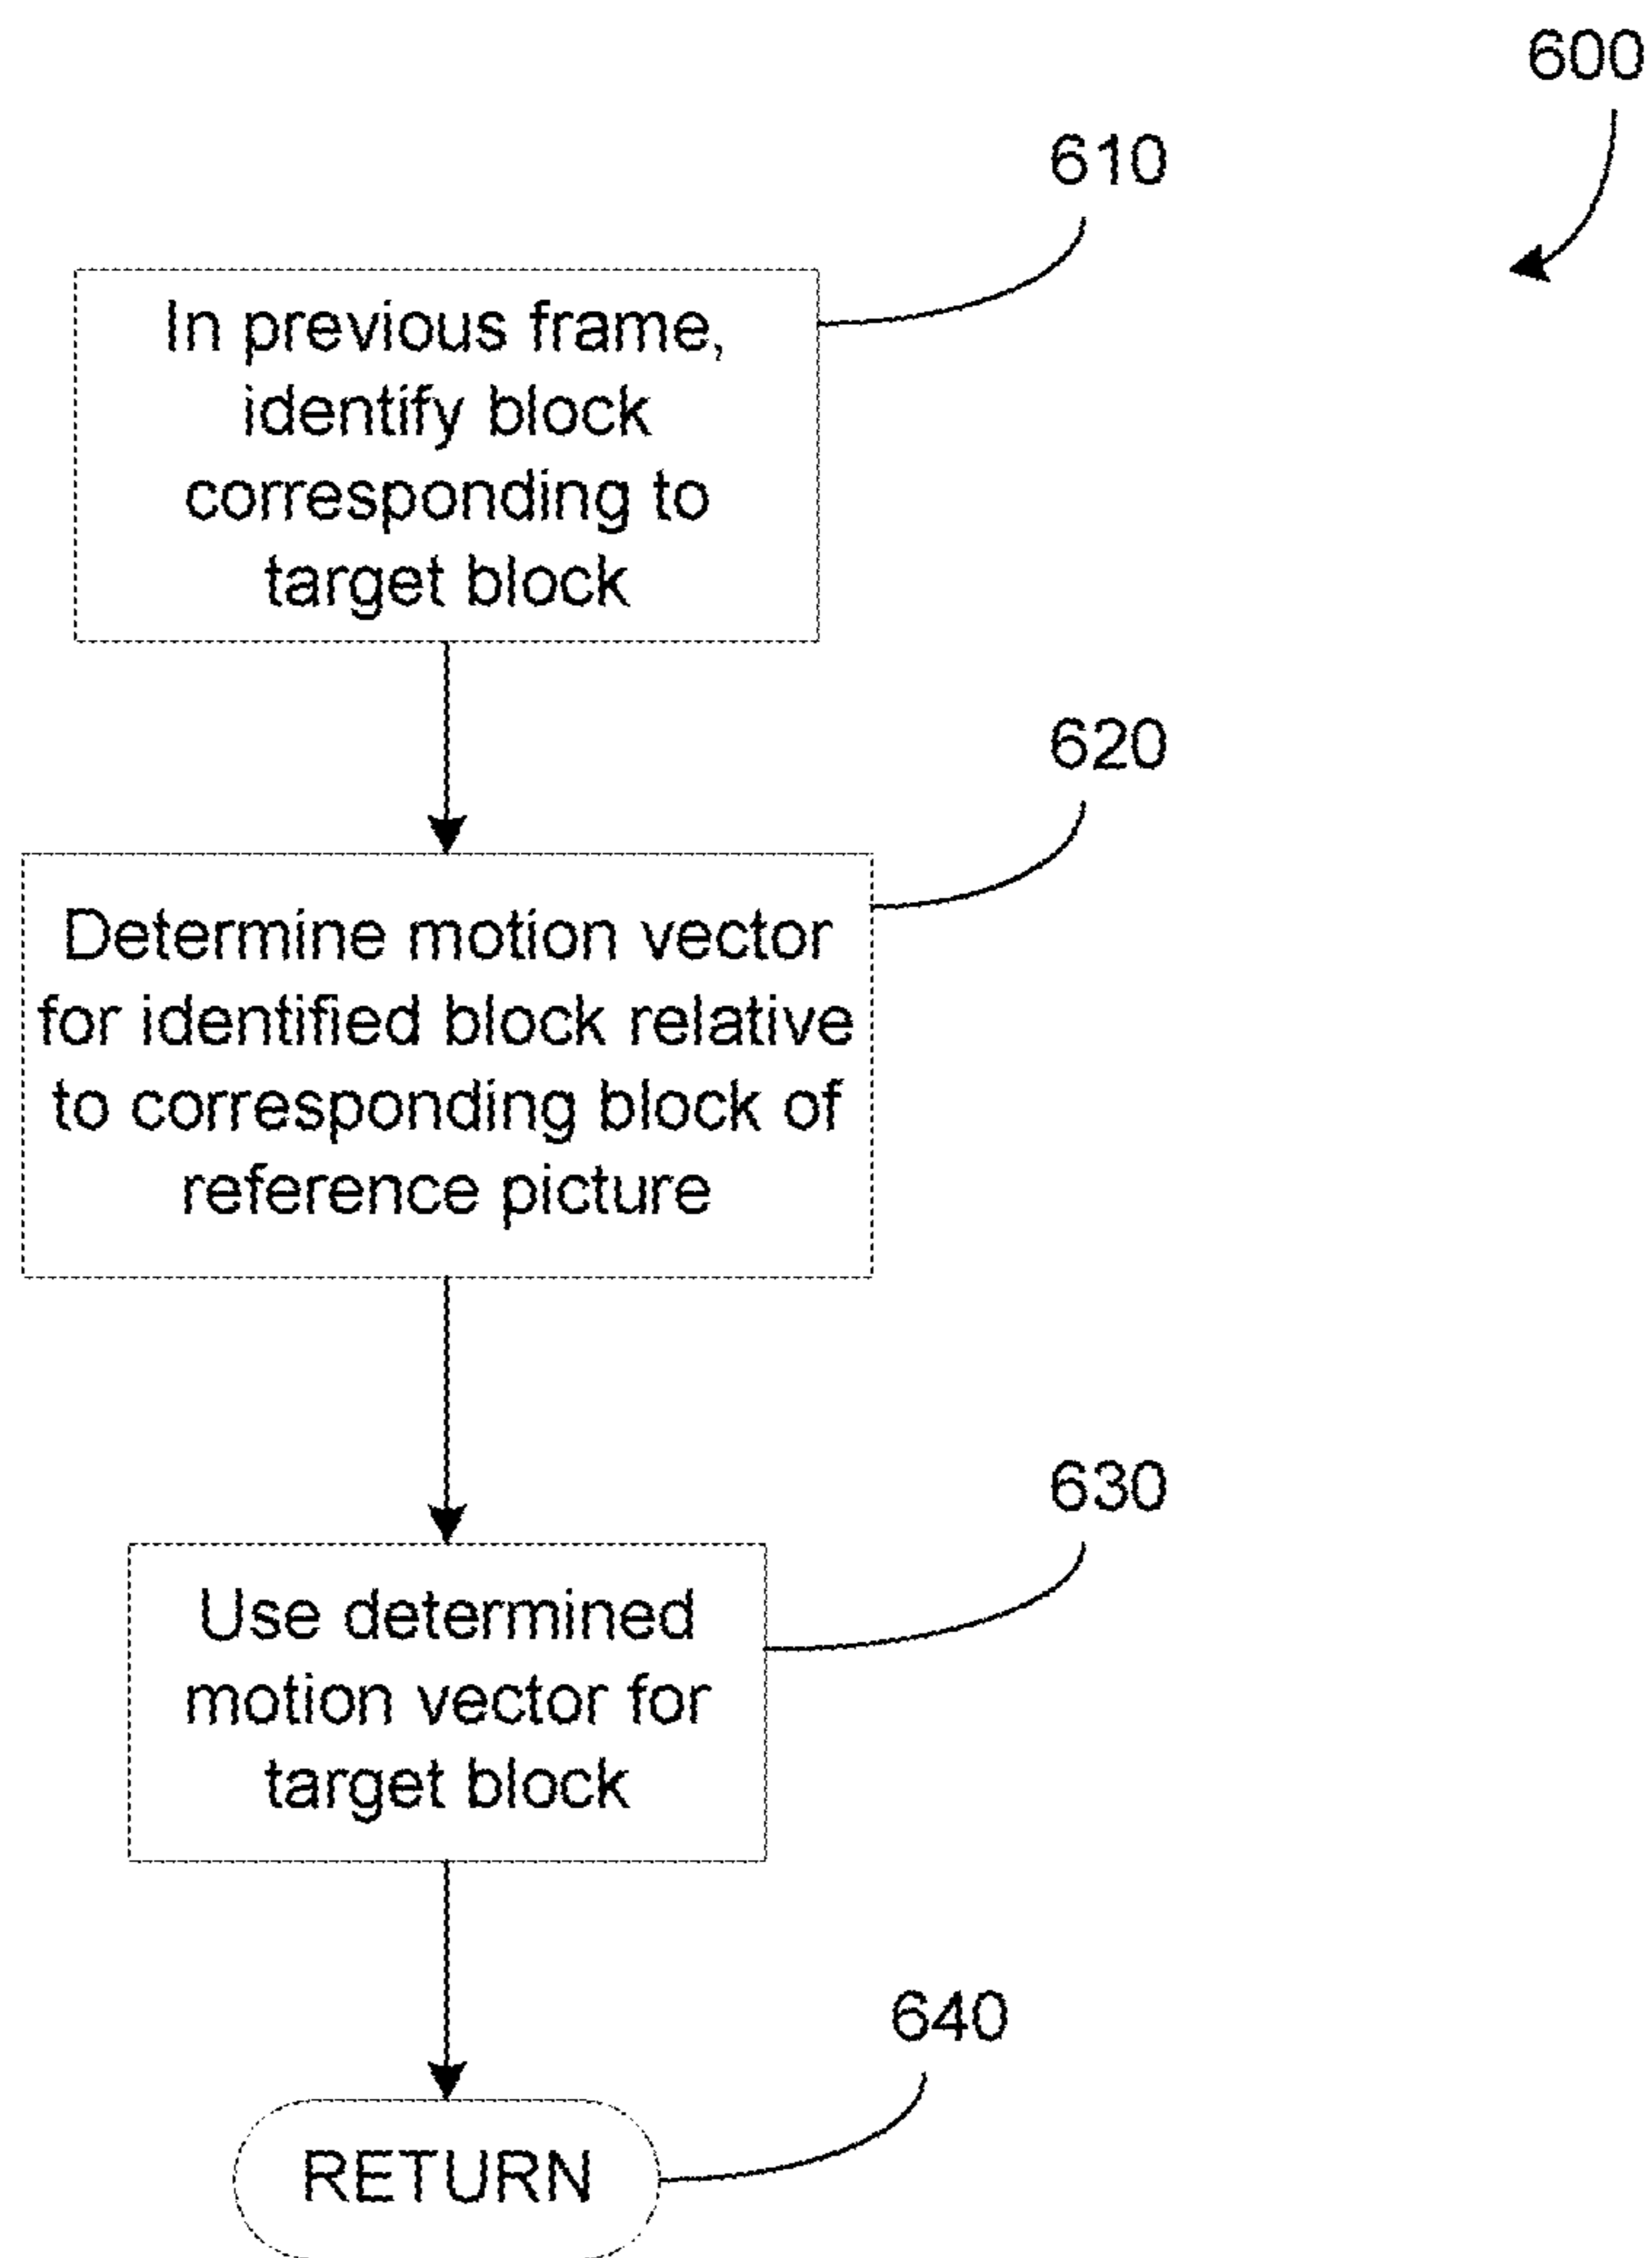 600
610
In previous frame,
identify block
corresponding to
target block
620
Determine motion vector
for identified block relative
to corresponding block of
reference picture
630
Use determined
motion vector for
target block
640
RETURN